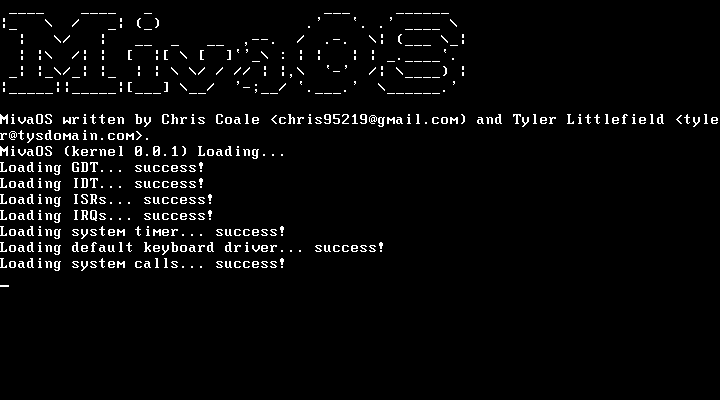 MivaOS
MivaOS written by Chris Coale <chris95219@gmail.com) and Tyler Littlefield <tyle
r@tysdomain.com>.
MivaOS (kernel 0.0.1) Loading...
Loading GDT... success!
Loading IDT... success!
Loading ISRs... success!
Loading IRQs... success!
Loading system timer... success!
Loading default keyboard driver... success!
Loading system calls... success!